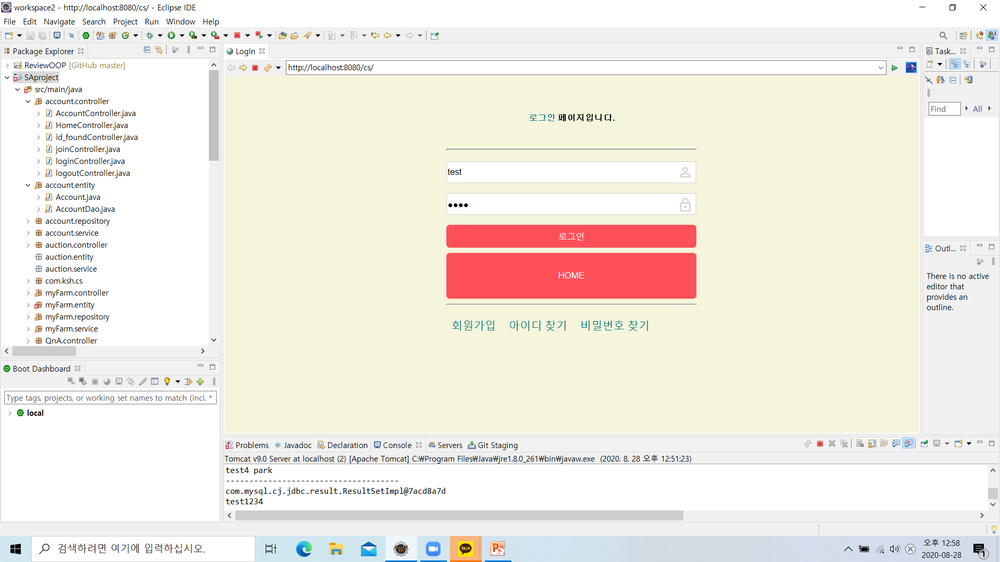 workspace2 - http://localhost:8080/cs/ - Eclipse IDE
File Edit Navigate Search Project Run Window Help
Package Explorer
ReviewOOP [GitHub master]
SAproject
src/main/java
account.controller
AccountController.java
HomeController.java
id_foundController.java
joinController.java
loginController.java
logoutController.java
account.entity
Account.java
AccountDao.java
account.repository
account.service
auction.controller
auction.entity
auction.service
com.ksh.cs
myFarm.controller
myFarm.entity
myFarm.repository
myFarm.service
QnA.controller
Boot Dashboard
Type tags, projects, or working set names to match (incl. *
local
LogIn
http://localhost:8080/cs/
로그인 페이지입니다.
test
••••
로그인
HOME
회원가입 아이디 찾기 비밀번호 찾기
Task...
Find
All
Outl...
There is no active
editor that
provides an
outline.
Problems @ Javadoc Declaration Console Servers Git Staging
Tomcat v9.0 Server at localhost (2) [Apache Tomcat] C:₩Program Files₩Java₩jre1.8.0_261₩bin₩javaw.exe (2020. 8. 28 오후 12:51:23)
test4 park
-------------------------------------
com.mysql.cj.jdbc.result.ResultSetImpl@7acd8a7d
test1234
검색하려면 여기에 입력하십시오.
TALK
오후 12:58
2020-08-28
1